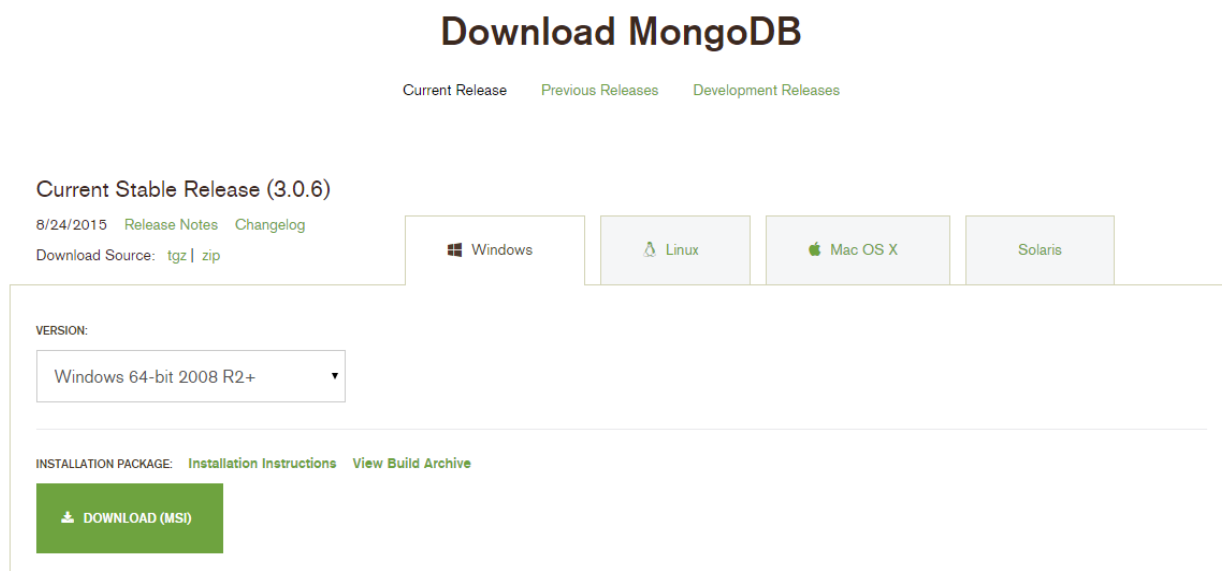 Download MongoDB
Current Release Previous Releases Development Releases
Current Stable Release (3.0.6)
8/24/2015 Release Notes Changelog
Download Source: tgz | zip
Windows Linux Mac OS X Solaris
VERSION:
Windows 64-bit 2008 R2+
INSTALLATION PACKAGE: Installation Instructions View Build Archive
DOWNLOAD (MSI)